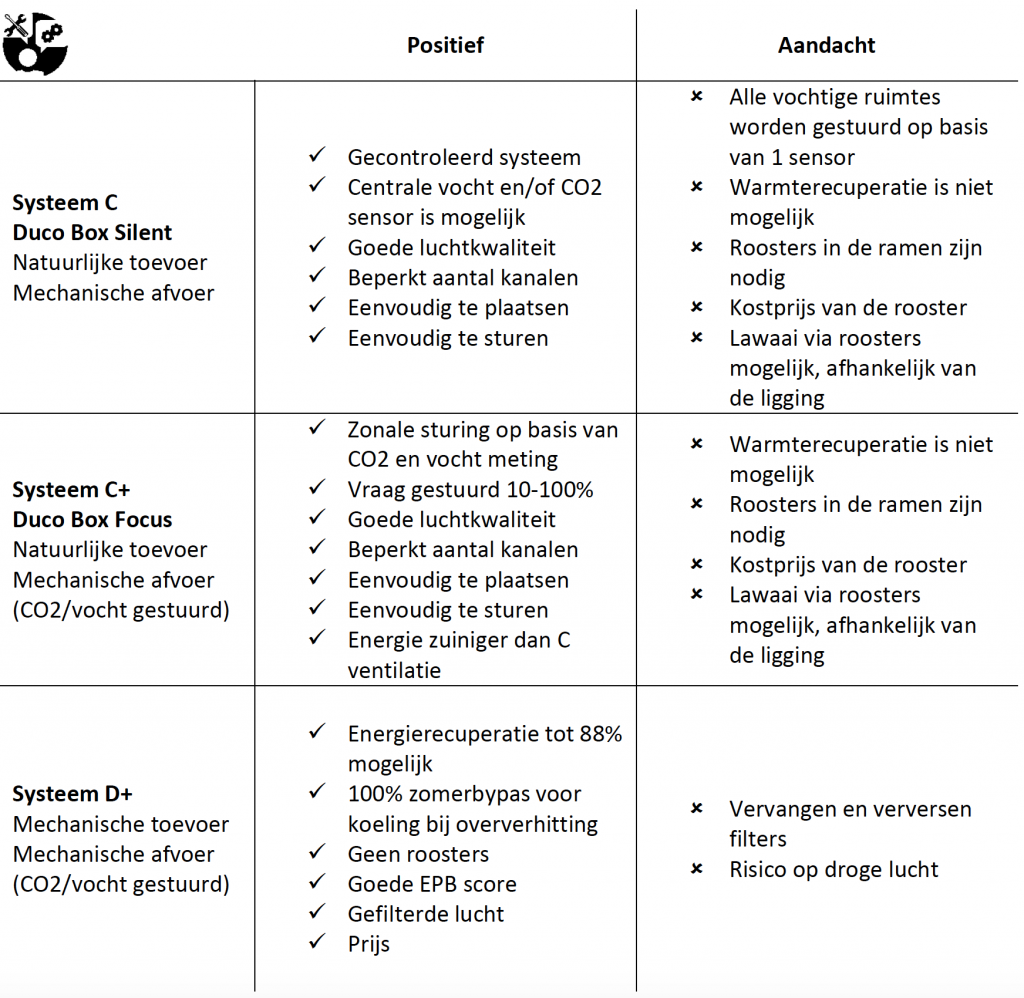 Positief
Aandacht
Systeem C
Duco Box Silent
Natuurlijke toevoer
Mechanische afvoer
✓ Gecontroleerd systeem
✓ Centrale vocht en/of CO2
sensor is mogelijk
✓ Goede luchtkwaliteit
✓ Beperkt aantal kanalen
✓ Eenvoudig te plaatsen
✓ Eenvoudig te sturen
× Alle vochtige ruimtes
worden gestuurd op basis
van 1 sensor
× Warmterecuperatie is niet
mogelijk
× Roosters in de ramen zijn
nodig
× Kostprijs van de rooster
× Lawaai via roosters
mogelijk, afhankelijk van
de ligging
Systeem C+
Duco Box Focus
Natuurlijke toevoer
Mechanische afvoer
(CO2/vocht gestuurd)
✓ Zonale sturing op basis van
CO2 en vocht meting
✓ Vraag gestuurd 10-100%
✓ Goede luchtkwaliteit
✓ Beperkt aantal kanalen
✓ Eenvoudig te plaatsen
✓ Eenvoudig te sturen
✓ Energie zuiniger dan C
ventilatie
× Warmterecuperatie is niet
mogelijk
× Roosters in de ramen zijn
nodig
× Kostprijs van de rooster
× Lawaai via roosters
mogelijk, afhankelijk van
de ligging
Systeem D+
Mechanische toevoer
Mechanische afvoer
(CO2/vocht gestuurd)
✓ Energierecuperatie tot 88%
mogelijk
✓ 100% zomerbypas voor
koeling bij oververhitting
✓ Geen roosters
✓ Goede EPB score
✓ Gefilterde lucht
✓ Prijs
× Vervangen en verversen
filters
× Risico op droge lucht